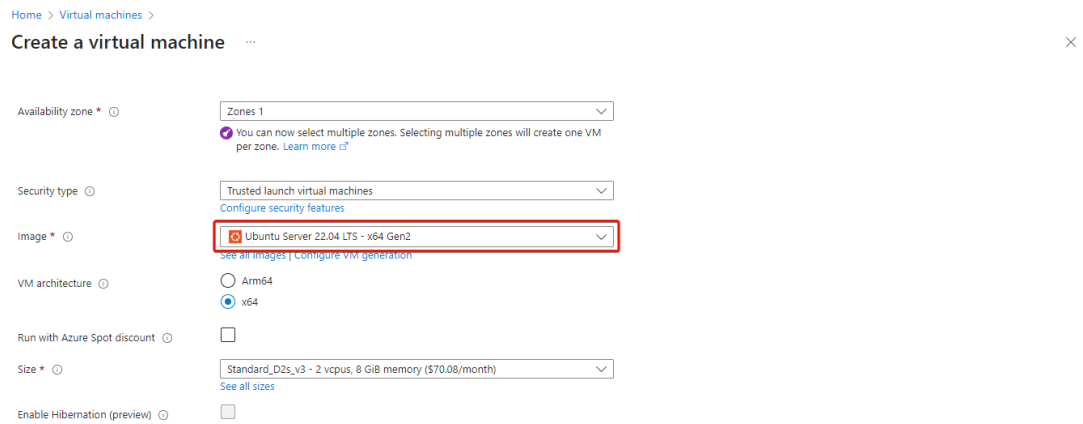 Home > Virtual machines >
Create a virtual machine ...
Availability zone * Zones 1
You can now select multiple zones. Selecting multiple zones will create one VM
per zone. Learn more
Security type Trusted launch virtual machines
Configure security features
Image * Ubuntu Server 22.04 LTS - x64 Gen2
See all images | Configure VM generation
VM architecture Arm64
x64
Run with Azure Spot discount
Size * Standard_D2s_v3 - 2 vcpus, 8 GiB memory ($70.08/month)
See all sizes
Enable Hibernation (preview)